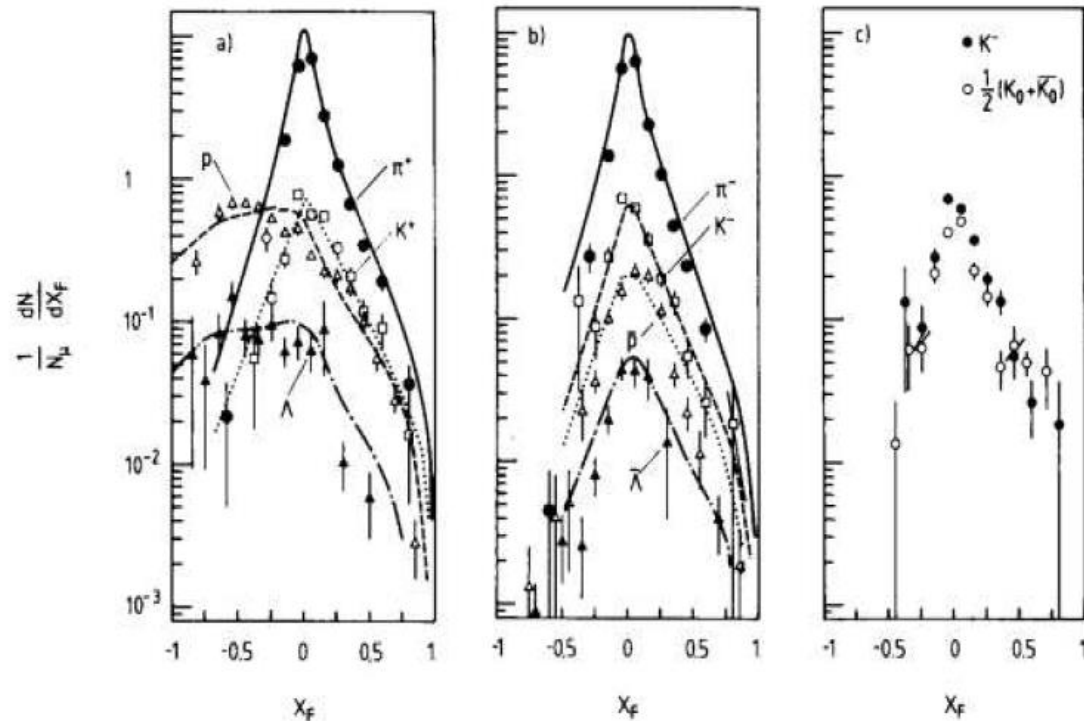 a)
b)
c)
● K⁻
○ ½(K₀+K̄₀)
p
π⁺
K⁺
Λ
π⁻
K⁻
p̄
Λ̄
1/Nμ dN/dX_F
1
10⁻¹
10⁻²
10⁻³
-1 -0.5 0 0,5 1
-1 -0.5 0 0.5 1
-1 -0.5 0 0.5 1
X_F
X_F
X_F